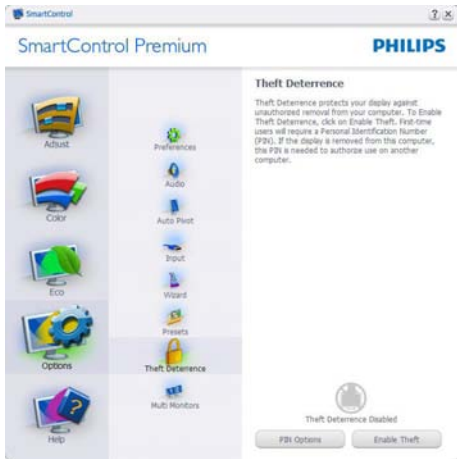 SmartControl
SmartControl Premium
PHILIPS
Adjust
Color
Eco
Options
Help
Preferences
Audio
Auto Pivot
Input
Wizard
Presets
Theft Deterrence
Multi Monitors
Theft Deterrence
Theft Deterrence protects your display against
unauthorized removal from your computer. To Enable
Theft Deterrence, click on Enable Theft. First-time
users will require a Personal Identification Number
(PIN). If the display is removed from this computer,
this PIN is needed to authorize use on another
computer.
Theft Deterrence Disabled
PIN Options
Enable Theft